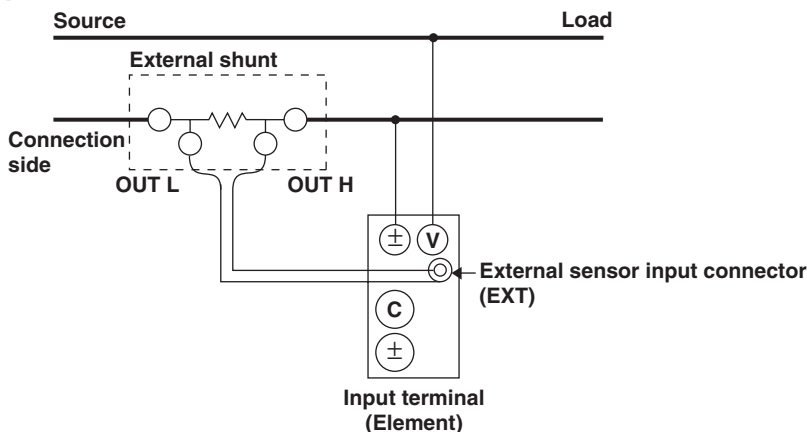 Source
Load
External shunt
Connection
side
OUT L
OUT H
± V
External sensor input connector
(EXT)
C
±
Input terminal
(Element)